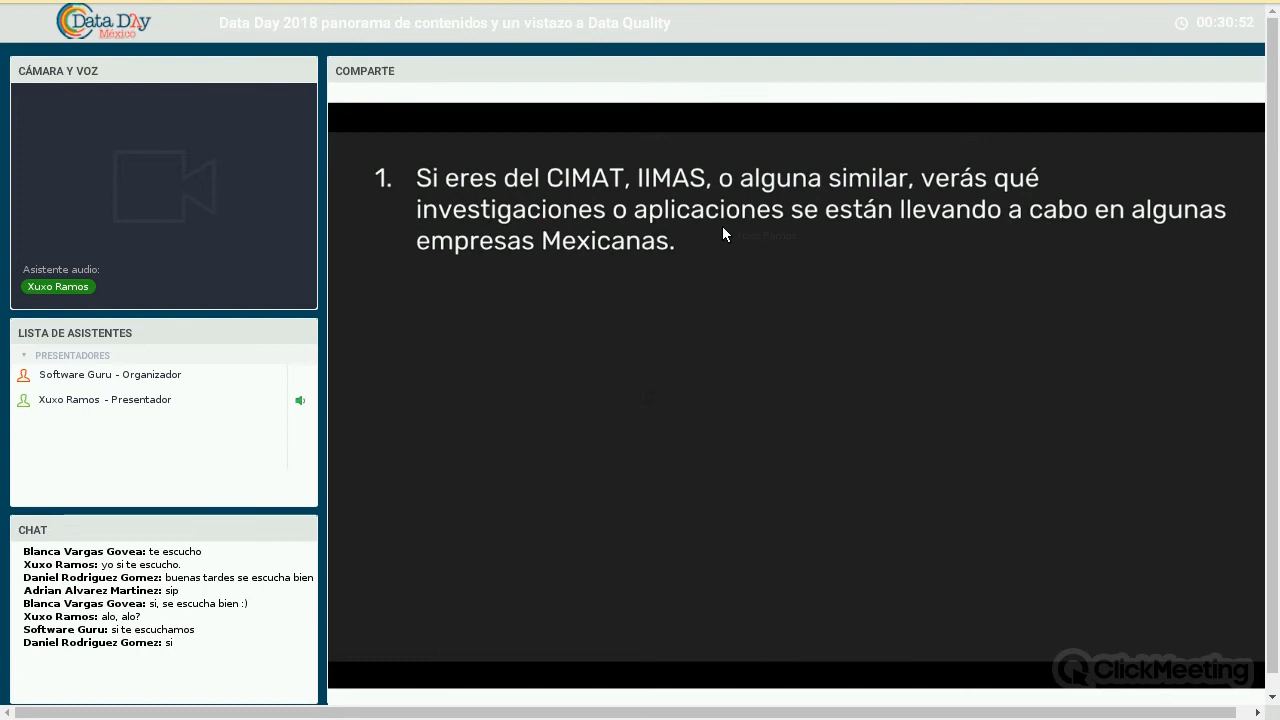 Data Day
México
Data Day 2018 panorama de contenidos y un vistazo a Data Quality
00:30:52
CÁMARA Y VOZ
Asistente audio:
Xuxo Ramos
LISTA DE ASISTENTES
PRESENTADORES
Software Guru - Organizador
Xuxo Ramos - Presentador
CHAT
Blanca Vargas Govea: te escucho
Xuxo Ramos: yo si te escucho.
Daniel Rodriguez Gomez: buenas tardes se escucha bien
Adrian Alvarez Martinez: sip
Blanca Vargas Govea: si, se escucha bien :)
Xuxo Ramos: alo, alo?
Software Guru: si te escuchamos
Daniel Rodriguez Gomez: si
COMPARTE
1. Si eres del CIMAT, IIMAS, o alguna similar, verás qué
investigaciones o aplicaciones se están llevando a cabo en algunas
empresas Mexicanas.
Xuxo Ramos
ClickMeeting